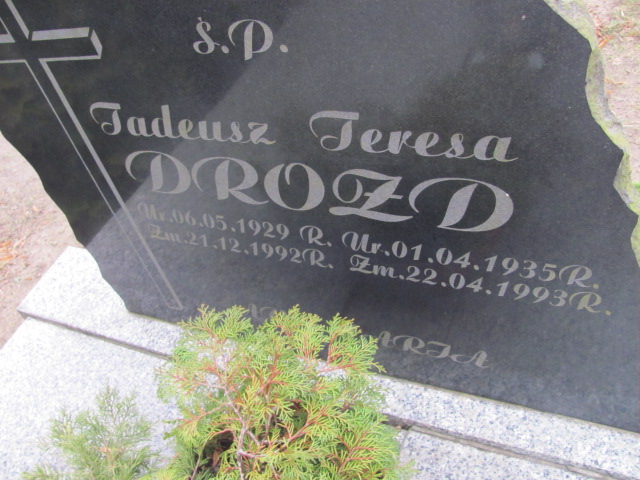 Ś.P.
Tadeusz Teresa
DROZD
Ur.06.05.1929 R. Ur.01.04.1935R.
Zm.21.12.1992R. Zm.22.04.1993R.